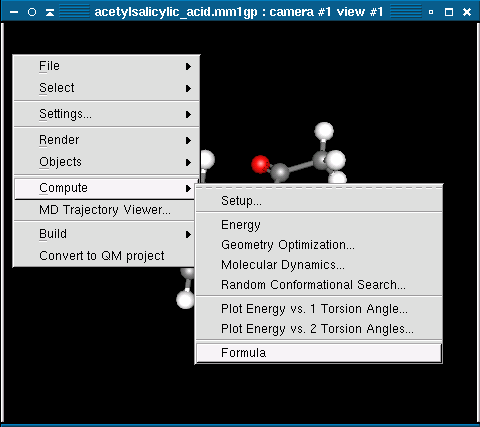 acetylsalicylic_acid.mm1gp : camera #1 view #1
File
Select
Settings...
Render
Objects
Compute
MD Trajectory Viewer...
Build
Convert to QM project
Setup...
Energy
Geometry Optimization...
Molecular Dynamics...
Random Conformational Search...
Plot Energy vs. 1 Torsion Angle...
Plot Energy vs. 2 Torsion Angles...
Formula